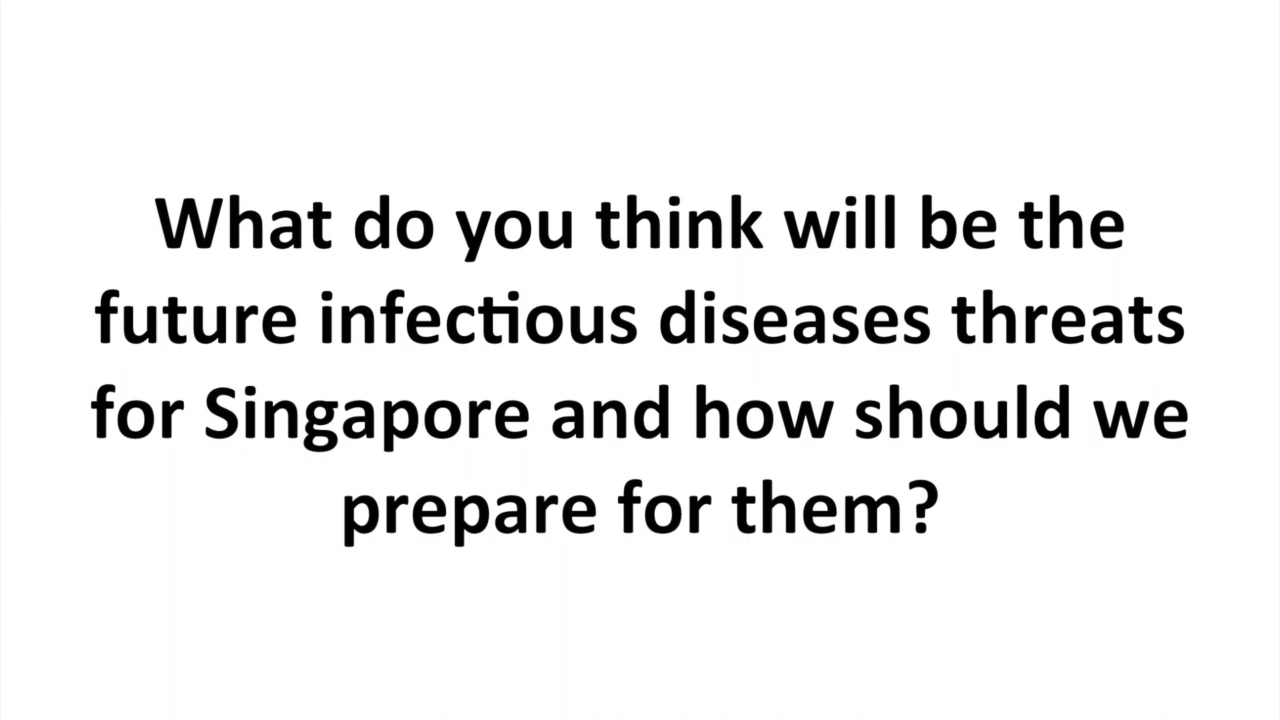 What do you think will be the
future infectious diseases threats
for Singapore and how should we
prepare for them?